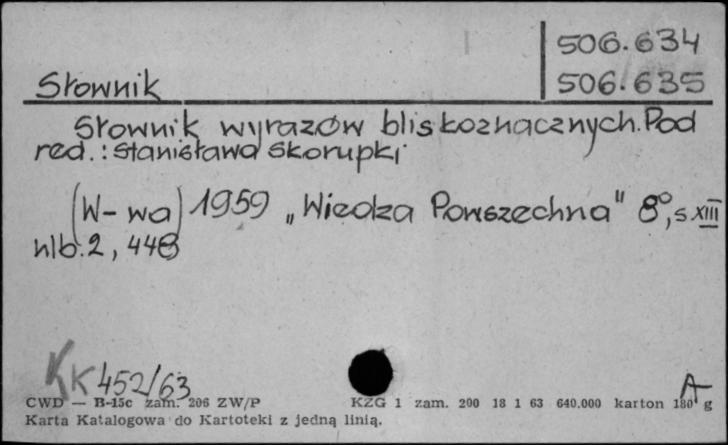 506.634
Słownik 506.635
Słownik wyrazów bliskoznacznych. Pod
red.: Stanisława Skorupki
(W-wa) 1959 „Wiedza Powszechna" 8°, s. XIII
nlb. 2, 448
KK 452/63 A
CWD — B-15c zam. 206 ZW/P KZG 1 zam. 200 18 1 63 640.000 karton 180 g
Karta Katalogowa do Kartoteki z jedną linią.